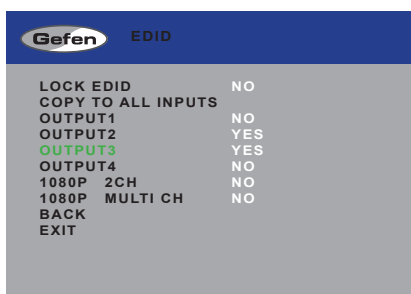 Gefen EDID
LOCK EDID NO
COPY TO ALL INPUTS
OUTPUT1 NO
OUTPUT2 YES
OUTPUT3 YES
OUTPUT4 NO
1080P 2CH NO
1080P MULTI CH NO
BACK
EXIT